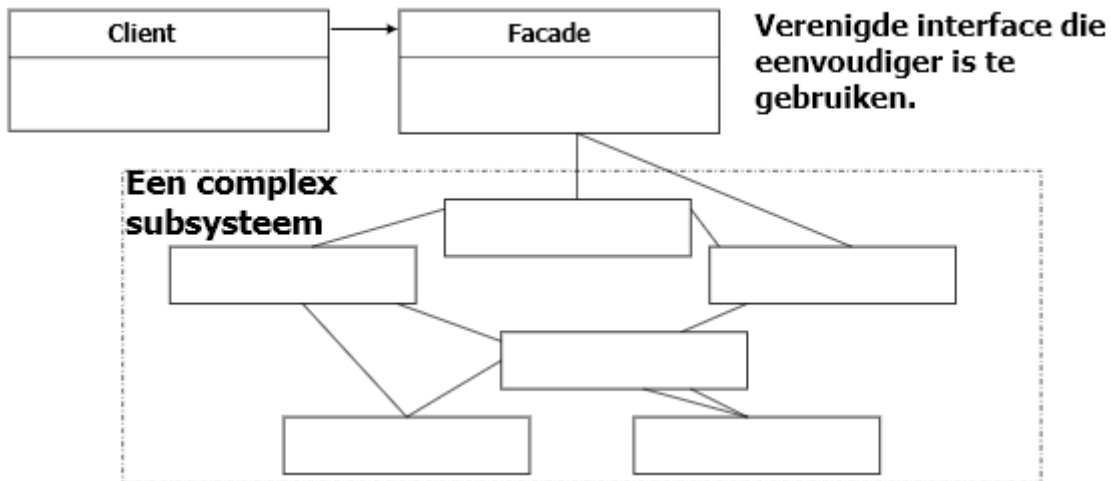 Client
Facade
Verenigde interface die
eenvoudiger is te
gebruiken.
Een complex
subsysteem